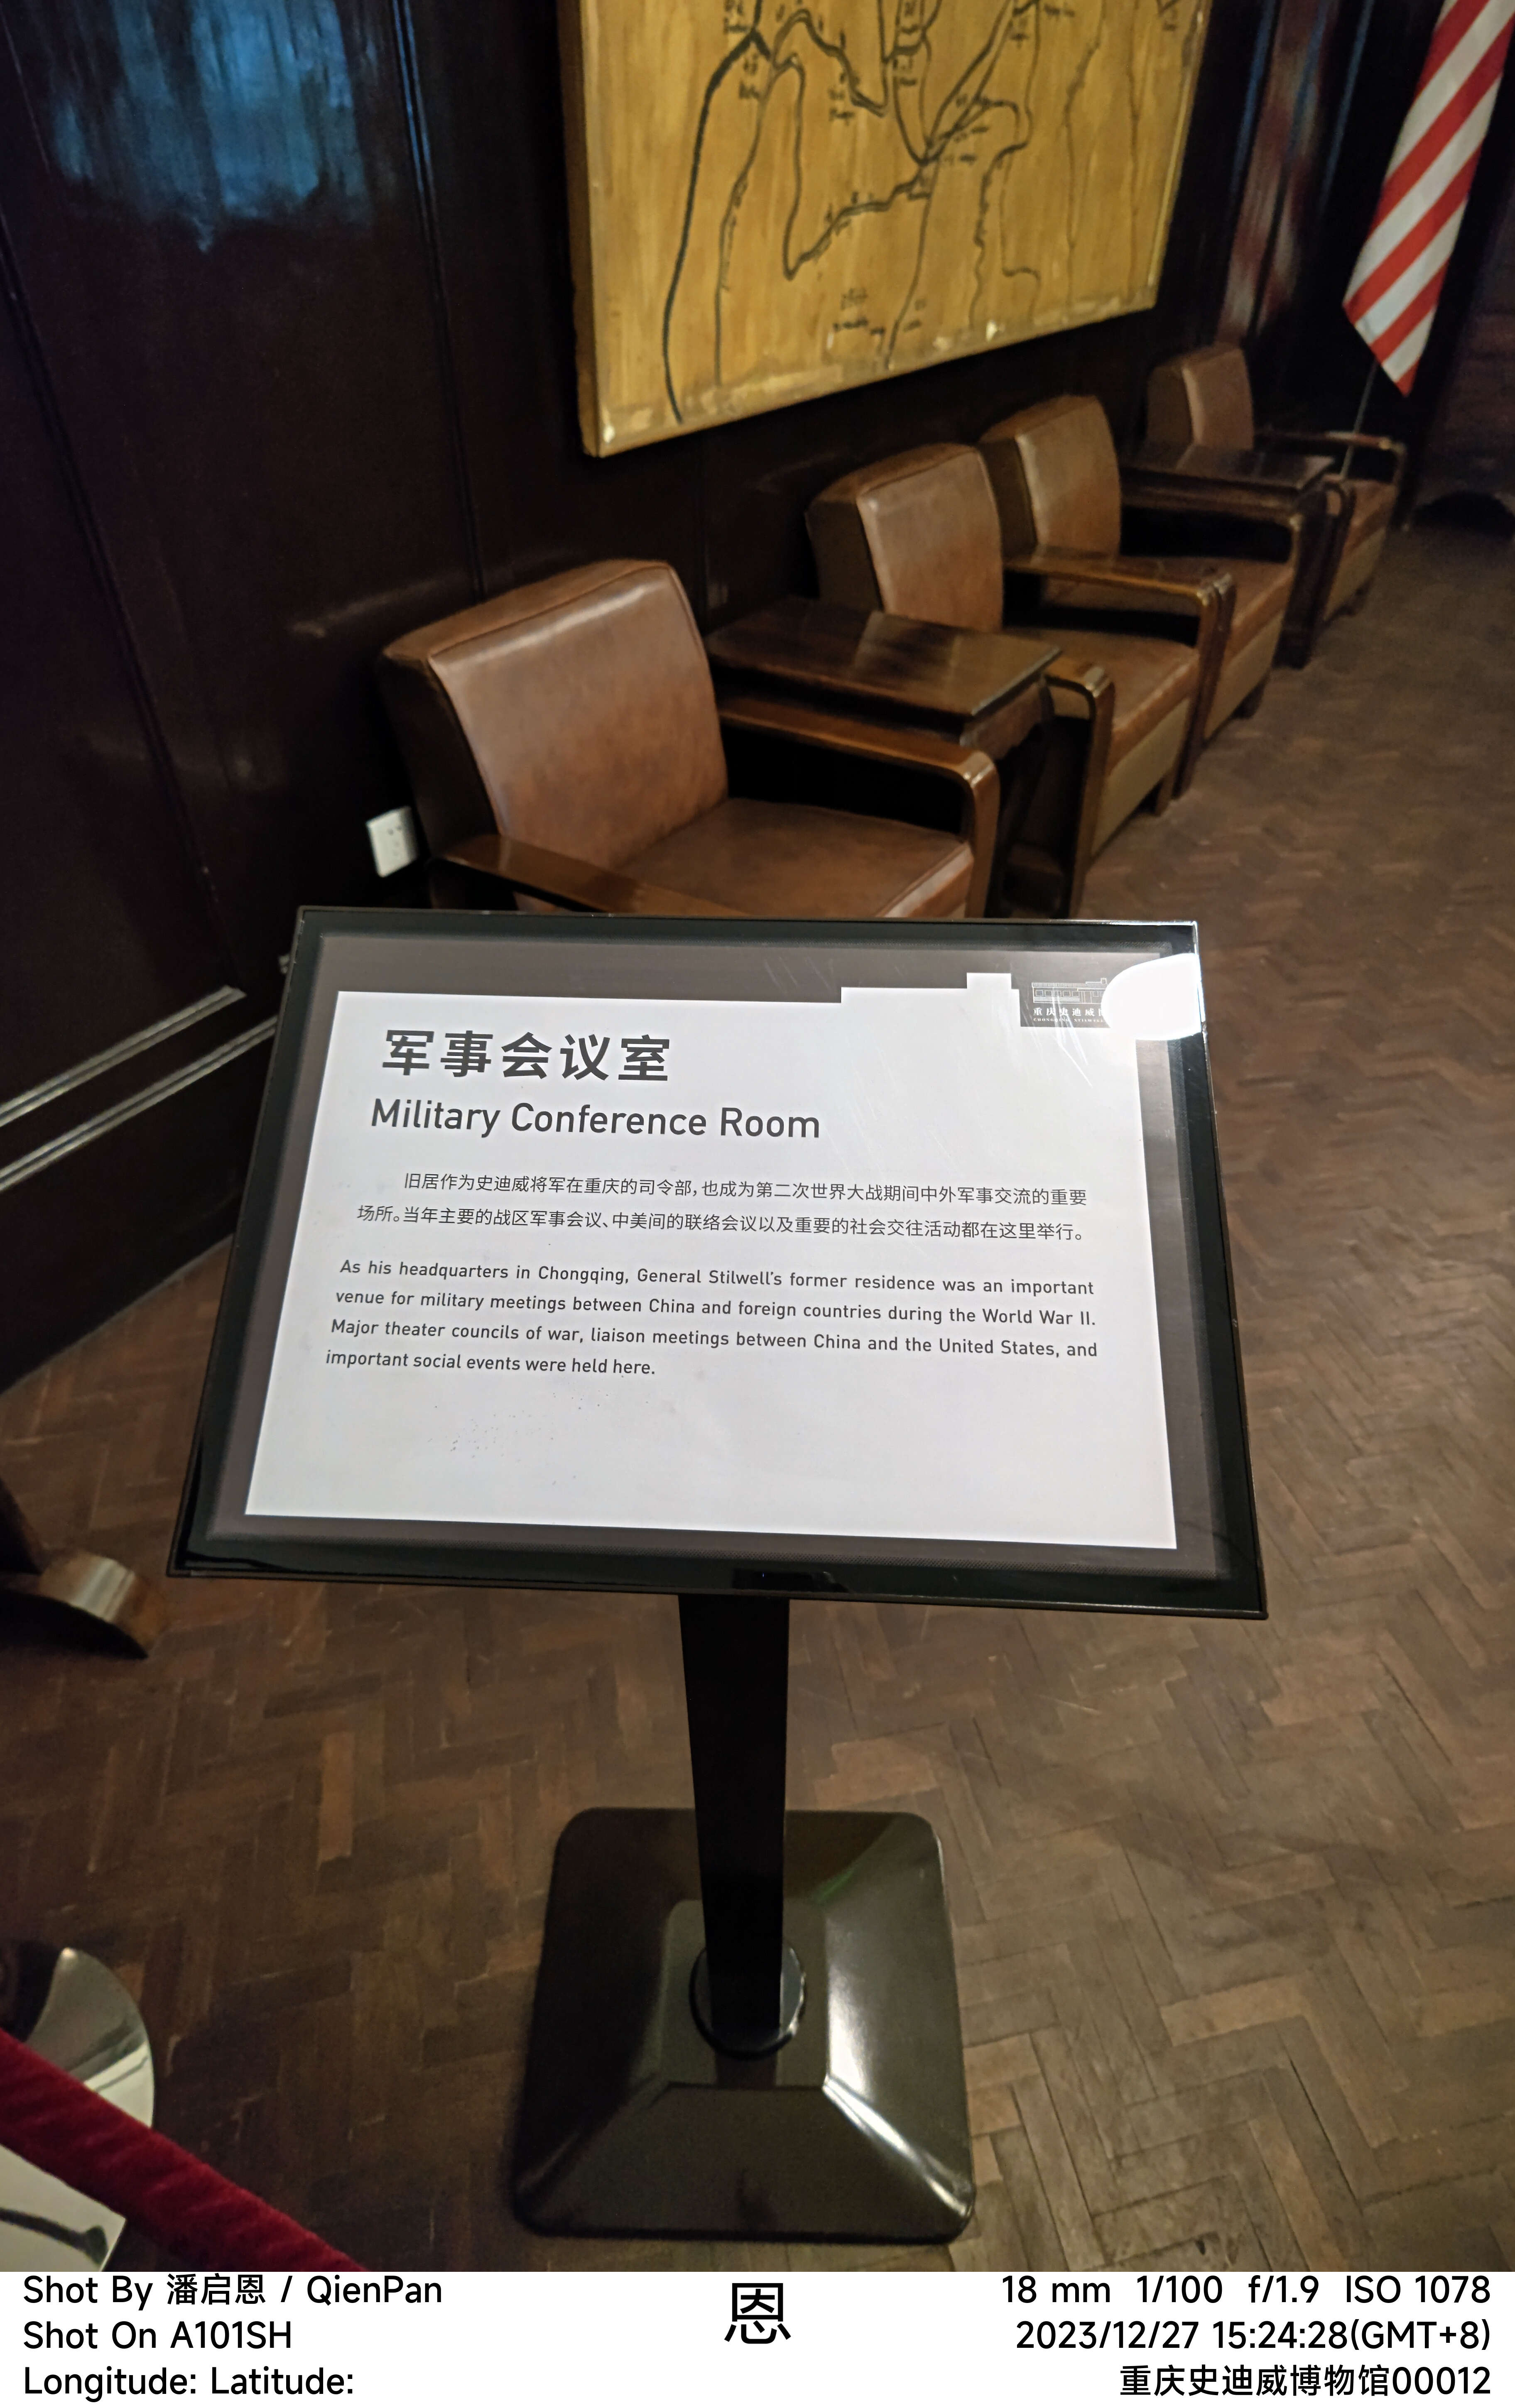 重庆史迪威
军事会议室
Military Conference Room
旧居作为史迪威将军在重庆的司令部,也成为第二次世界大战期间中外军事交流的重要
场所。当年主要的战区军事会议、中美间的联络会议以及重要的社会交往活动都在这里举行。
As his headquarters in Chongqing, General Stilwell's former residence was an important
venue for military meetings between China and foreign countries during the World War II.
Major theater councils of war, liaison meetings between China and the United States, and
important social events were held here.
Shot By 潘启恩 / QienPan
Shot On A101SH
Longitude: Latitude:
恩
18 mm 1/100 f/1.9 ISO 1078
2023/12/27 15:24:28(GMT+8)
重庆史迪威博物馆00012